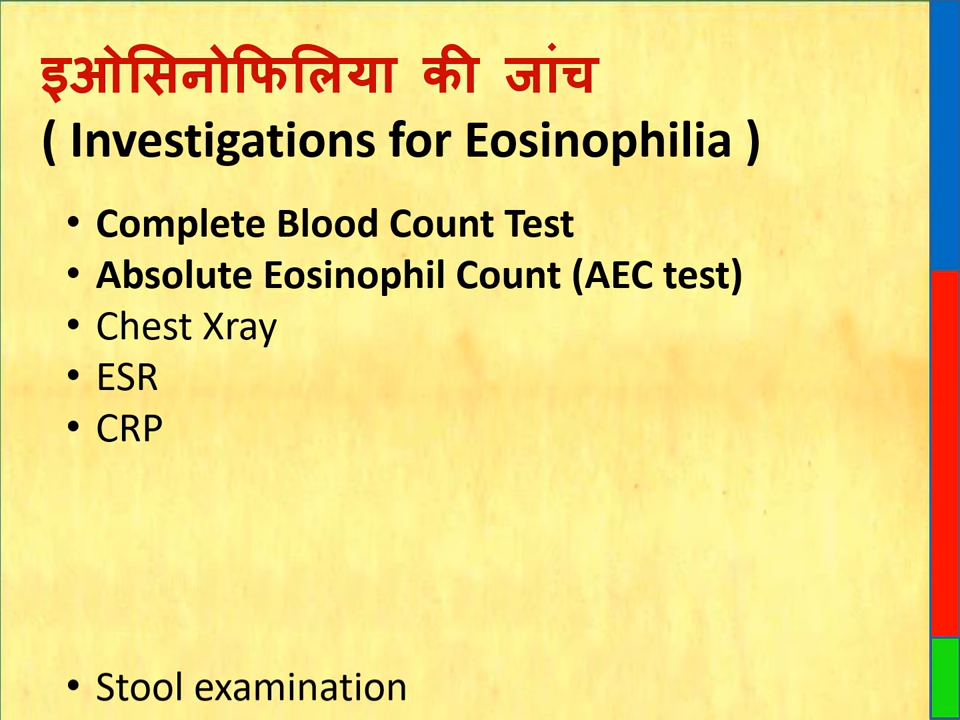 इओसिनोफिलिया की जांच
( Investigations for Eosinophilia )
• Complete Blood Count Test
• Absolute Eosinophil Count (AEC test)
• Chest Xray
• ESR
• CRP
• Stool examination